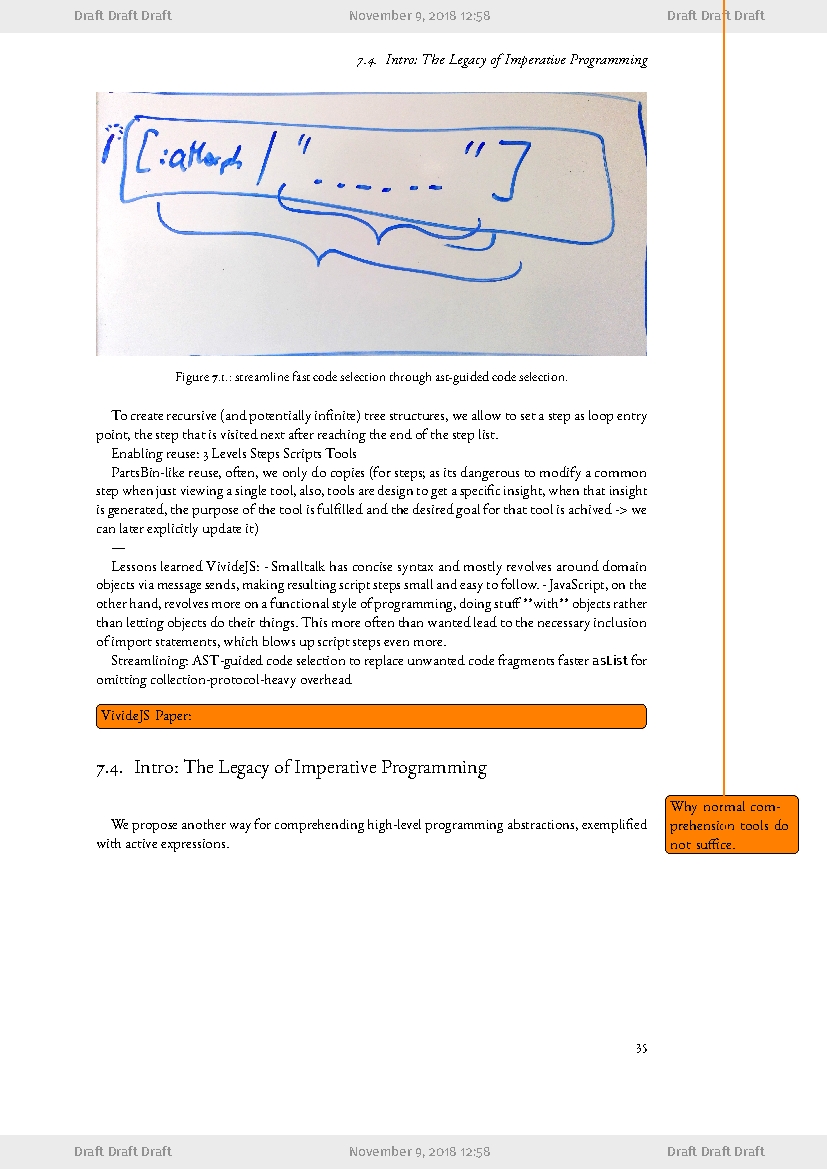 Draft Draft Draft November 9, 2018 12:58 Draft Draft Draft
7.4. Intro: The Legacy of Imperative Programming
[:aMorph | " ...... " ]
Figure 7.1.: streamline fast code selection through ast-guided code selection.
To create recursive (and potentially infinite) tree structures, we allow to set a step as loop entry
point, the step that is visited next after reaching the end of the step list.
Enabling reuse: 3 Levels Steps Scripts Tools
PartsBin-like reuse, often, we only do copies (for steps; as its dangerous to modify a common
step when just viewing a single tool, also, tools are design to get a specific insight, when that insight
is generated, the purpose of the tool is fulfilled and the desired goal for that tool is achived -> we
can later explicitly update it)
—
Lessons learned VivideJS: - Smalltalk has concise syntax and mostly revolves around domain
objects via message sends, making resulting script steps small and easy to follow. - JavaScript, on the
other hand, revolves more on a functional style of programming, doing stuff **with** objects rather
than letting objects do their things. This more often than wanted lead to the necessary inclusion
of import statements, which blows up script steps even more.
Streamlining: AST-guided code selection to replace unwanted code fragments faster asList for
omitting collection-protocol-heavy overhead
VivideJS Paper:
7.4. Intro: The Legacy of Imperative Programming
Why normal com-
prehension tools do
not suffice.
We propose another way for comprehending high-level programming abstractions, exemplified
with active expressions.
35
Draft Draft Draft November 9, 2018 12:58 Draft Draft Draft